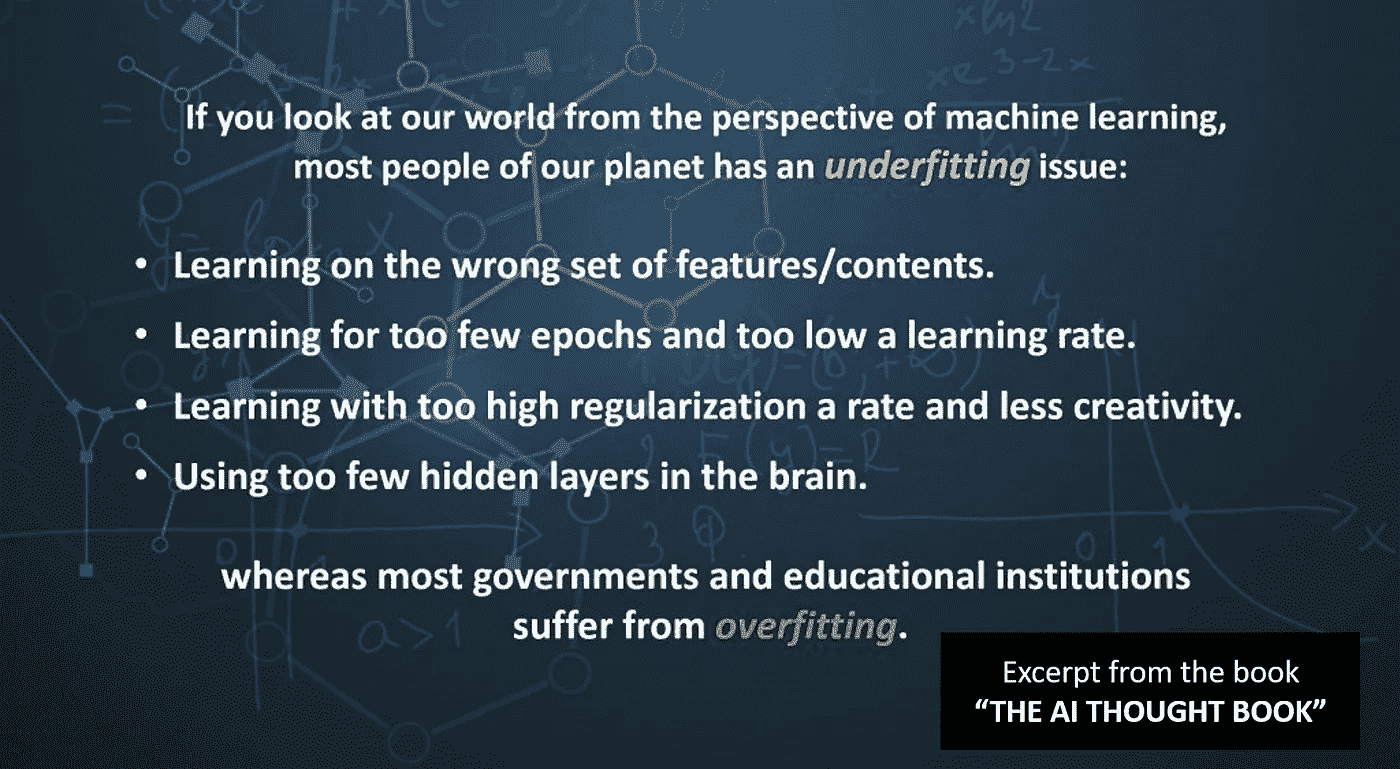 If you look at our world from the perspective of machine learning,
most people of our planet has an underfitting issue:
• Learning on the wrong set of features/contents.
• Learning for too few epochs and too low a learning rate.
• Learning with too high regularization a rate and less creativity.
• Using too few hidden layers in the brain.
whereas most governments and educational institutions
suffer from overfitting.
Excerpt from the book
“THE AI THOUGHT BOOK”